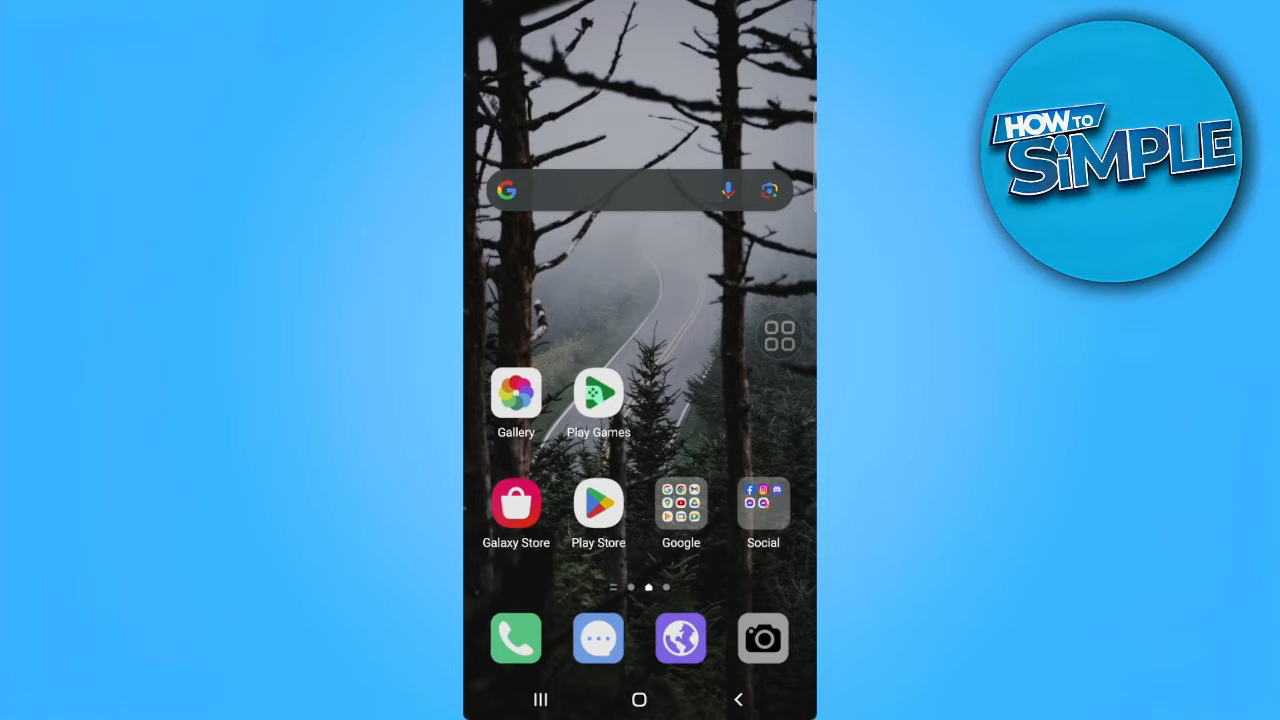 HOW TO
SiMPLE
Gallery
Play Games
Galaxy Store
Play Store
Google
Social